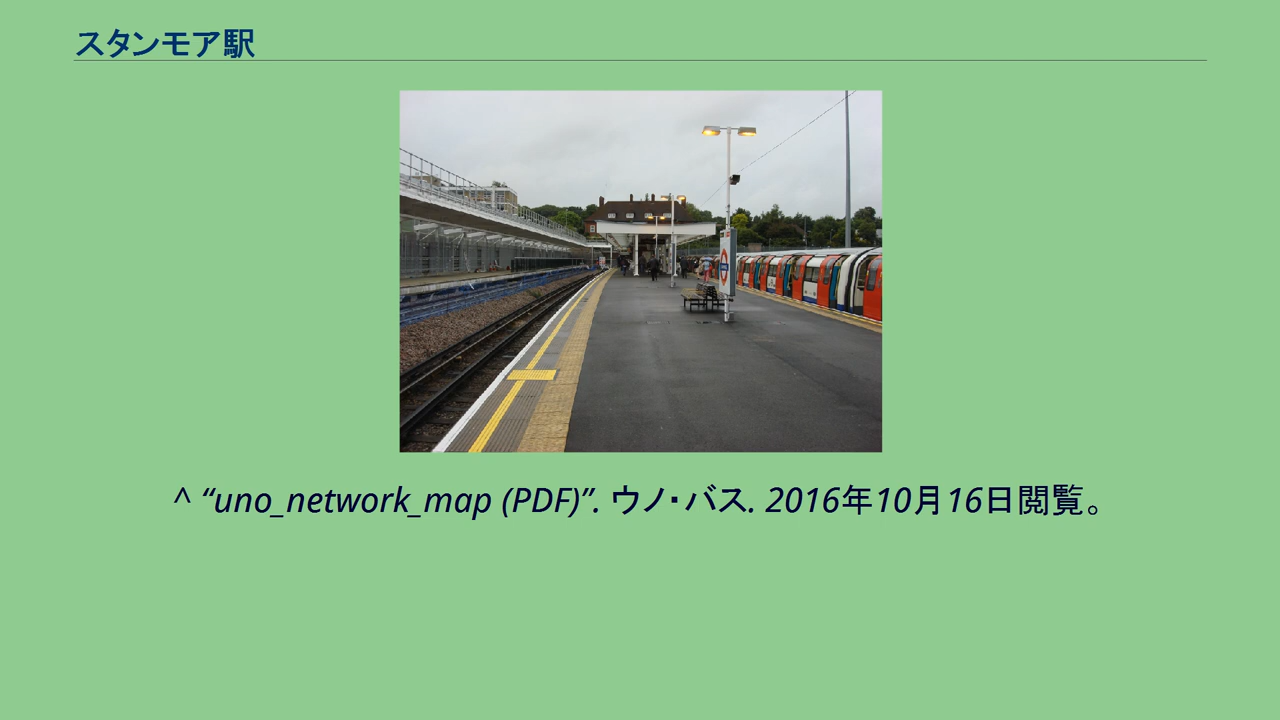 スタンモア駅
^ “uno_network_map (PDF)”. ウノ・バス. 2016年10月16日閲覧。